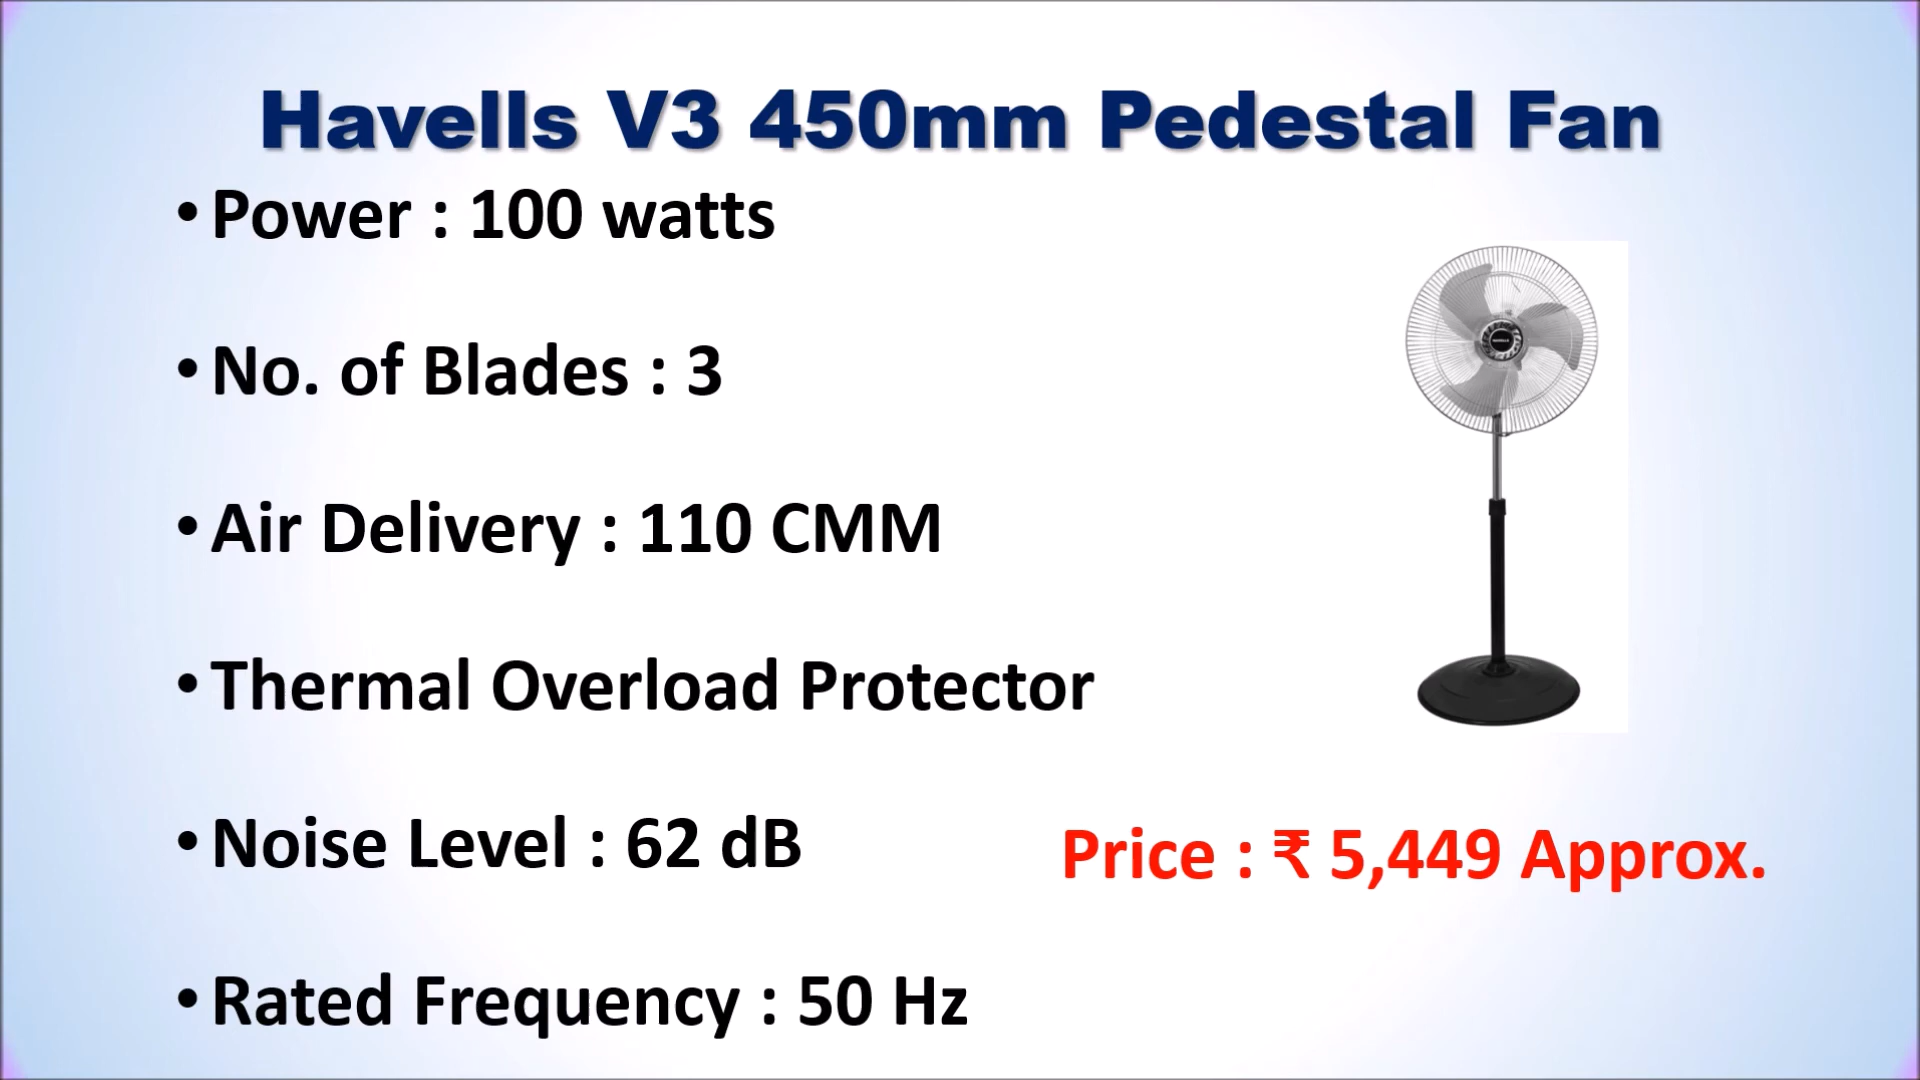 Havells V3 450mm Pedestal Fan
• Power : 100 watts
• No. of Blades : 3
• Air Delivery : 110 CMM
• Thermal Overload Protector
• Noise Level : 62 dB
Price : ₹ 5,449 Approx.
• Rated Frequency : 50 Hz